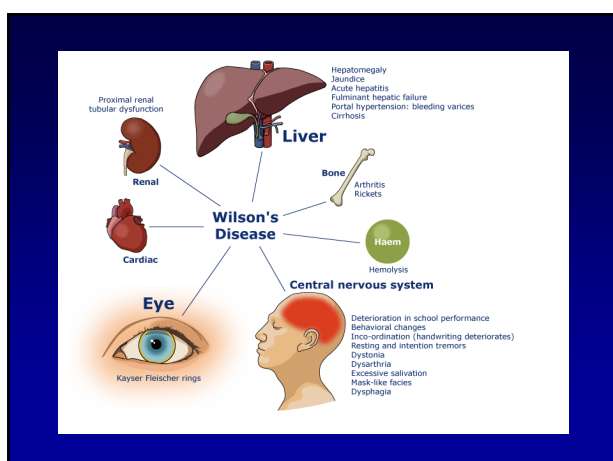 Hepatomegaly
Jaundice
Acute hepatitis
Fulminant hepatic failure
Portal hypertension: bleeding varices
Cirrhosis
Liver
Proximal renal
tubular dysfunction
Renal
Bone
Arthritis
Rickets
Wilson's
Disease
Cardiac
Haem
Hemolysis
Eye
Kayser Fleischer rings
Central nervous system
Deterioration in school performance
Behavioral changes
Inco-ordination (handwriting deteriorates)
Resting and intention tremors
Dystonia
Dysarthria
Excessive salivation
Mask-like facies
Dysphagia